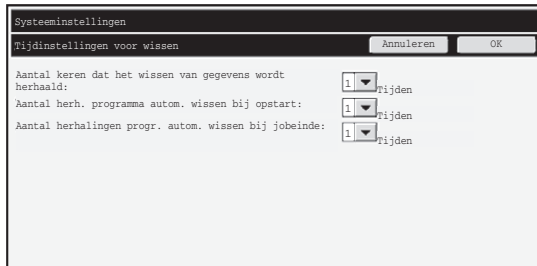 Systeeminstellingen
Tijdinstellingen voor wissen
Annuleren
OK
Aantal keren dat het wissen van gegevens wordt
herhaald:
1
Tijden
Aantal herh. programma autom. wissen bij opstart:
1
Tijden
Aantal herhalingen progr. autom. wissen bij jobeinde:
1
Tijden